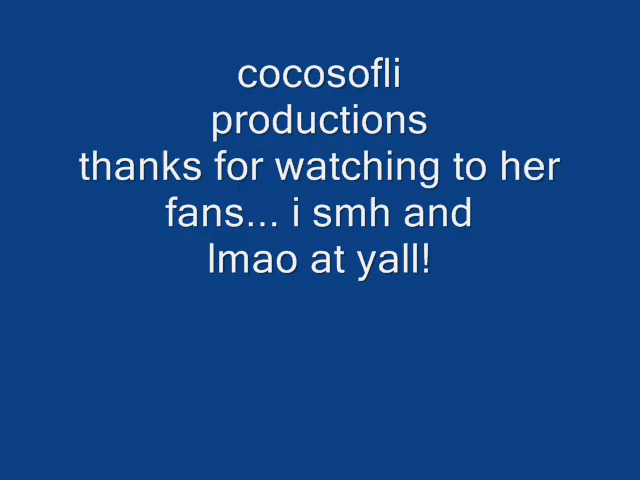 cocosofli
productions
thanks for watching to her
fans... i smh and
lmao at yall!